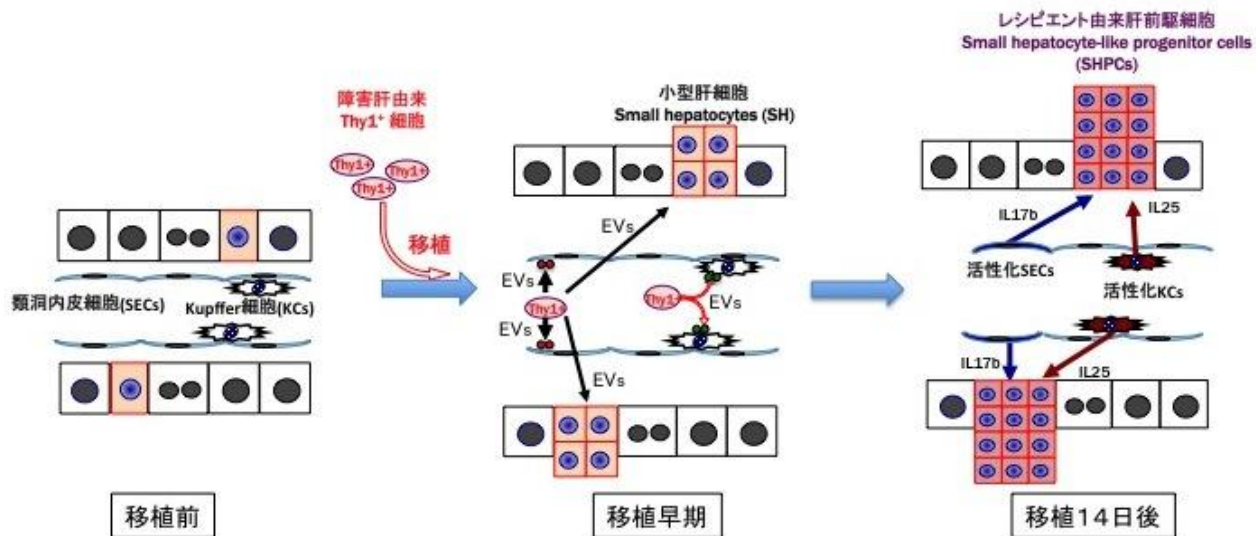 障害肝由来
Thy1⁺ 細胞
Thy1+
Thy1+
Thy1+
移植
類洞内皮細胞(SECs)
Kupffer細胞(KCs)
移植前
小型肝細胞
Small hepatocytes (SH)
EVs
EVs
Thy1+
EVs
EVs
Thy1+
EVs
移植早期
レシピエント由来肝前駆細胞
Small hepatocyte-like progenitor cells
(SHPCs)
IL17b
IL25
活性化SECs
活性化KCs
IL17b
IL25
移植14日後